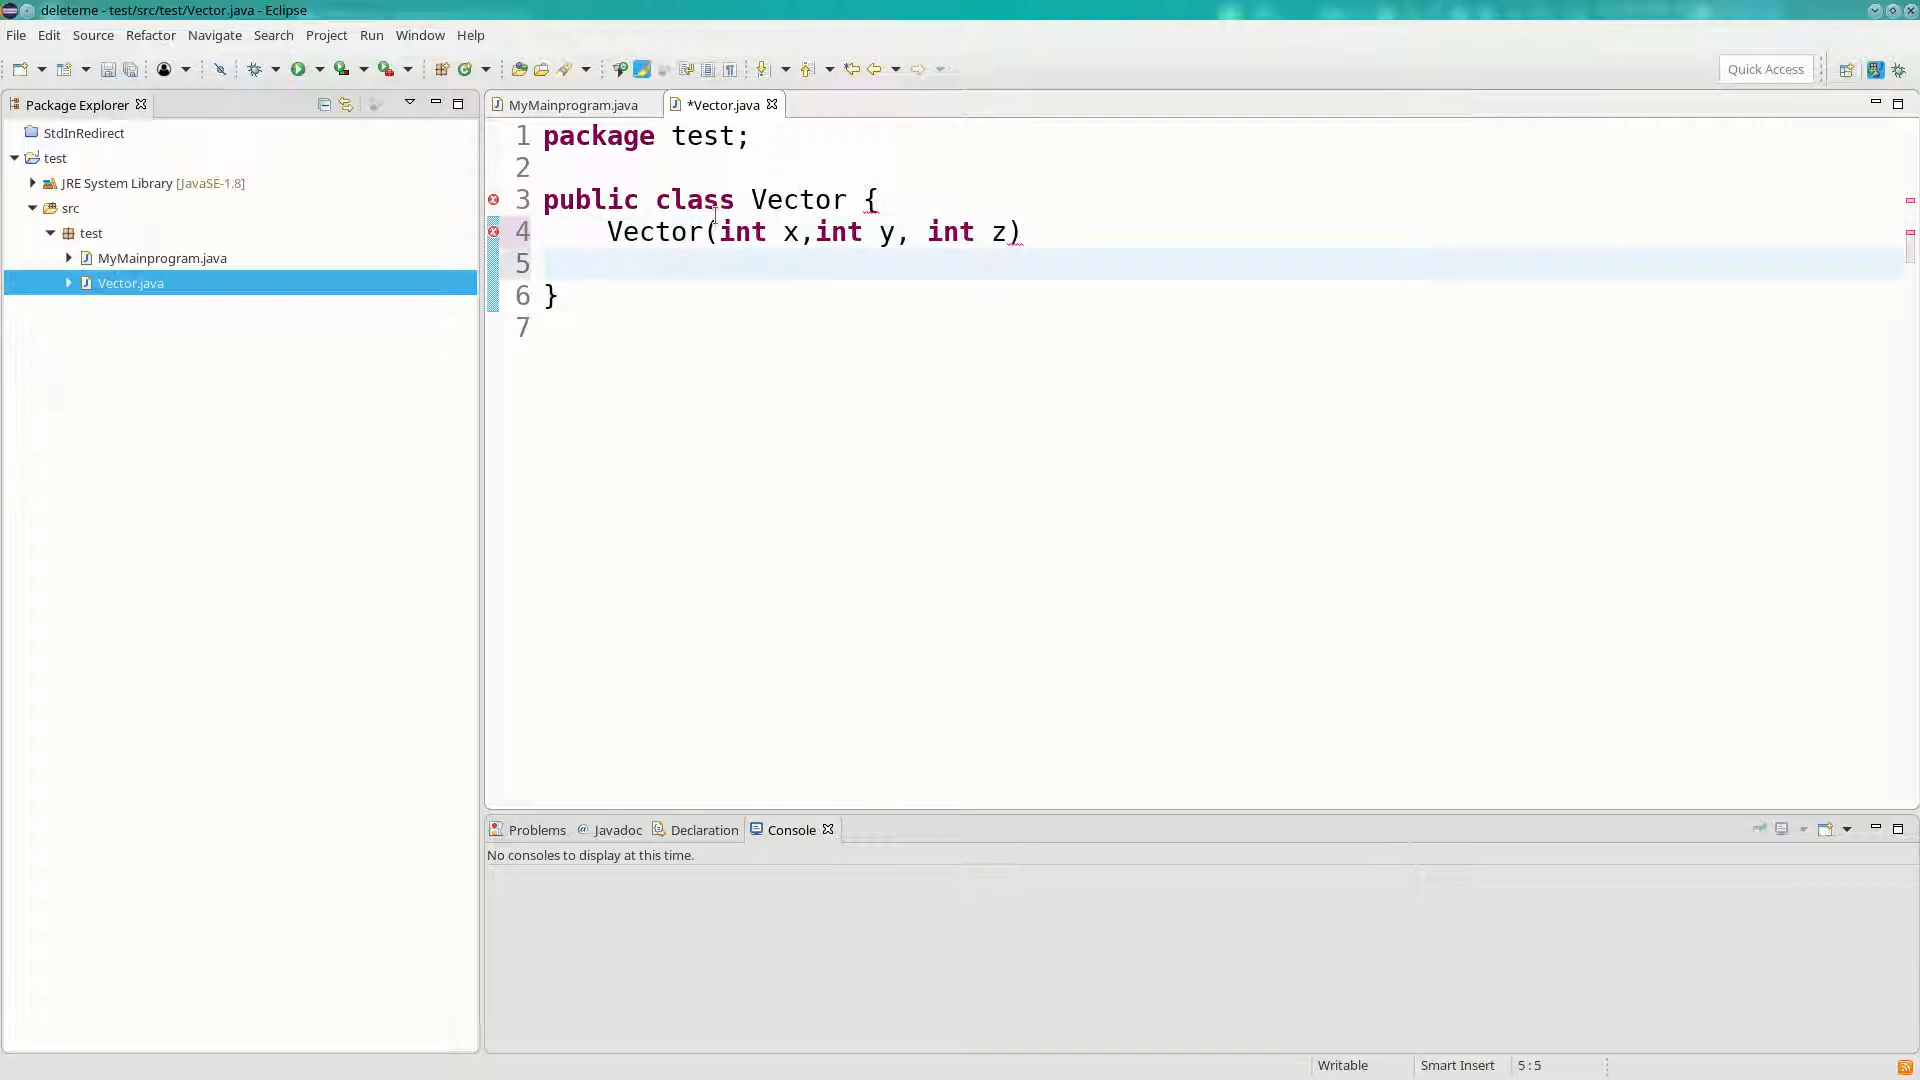 deleteme - test/src/test/Vector.java - Eclipse
File Edit Source Refactor Navigate Search Project Run Window Help
Quick Access
Package Explorer
MyMainprogram.java
*Vector.java
StdInRedirect
test
JRE System Library [JavaSE-1.8]
src
test
MyMainprogram.java
Vector.java
1 package test;
2
3 public class Vector {
4 Vector(int x,int y, int z)
5
6 }
7
Problems @ Javadoc Declaration Console
No consoles to display at this time.
Writable Smart Insert 5 : 5